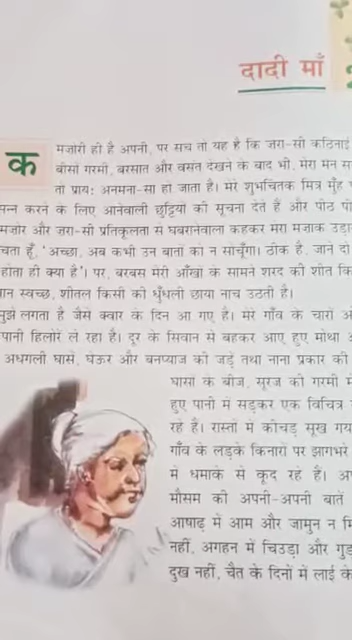 दादी माँ
क
मजोरी ही है अपनी, पर सच तो यह है कि ज़रा-सी कठिनाई
बीसों गरमी, बरसात और वसंत देखने के बाद भी, मेरा मन स
तो प्रायः अनमना-सा हो जाता है। मेरे शुभचिंतक मित्र मुँह
पन्न करने के लिए आनेवाली छुट्टियों की सूचना देते हैं और पीठ पी
मजोर और ज़रा-सी प्रतिकूलता से घबरानेवाला कहकर मेरा मज़ाक उड़ा
चता हूँ, 'अच्छा, अब कभी उन बातों को न सोचूँगा। ठीक है, जाने दो
होता ही क्या है'। पर, बरबस मेरी आँखों के सामने शरद की शीत कि
मान स्वच्छ, शीतल किसी की धुँधली छाया नाच उठती है।
मुझे लगता है जैसे क्वार के दिन आ गए हैं। मेरे गाँव के चारों ओ
पानी हिलोरें ले रहा है। दूर के सिवान से बहकर आए हुए मोथा अ
अधगली घासें, घेऊर और बनप्याज की जड़ें तथा नाना प्रकार की
घासों के बीज, सूरज की गरमी में
हुए पानी में सड़कर एक विचित्र
रहे हैं। रास्तों में कीचड़ सूख गय
गाँव के लड़के किनारों पर झागभरे
में धमाके से कूद रहे हैं। अ
मौसम की अपनी-अपनी बातें
आषाढ़ में आम और जामुन न मि
नहीं, अगहन में चिउड़ा और गुड़
दुख नहीं, चैत के दिनों में लाई के